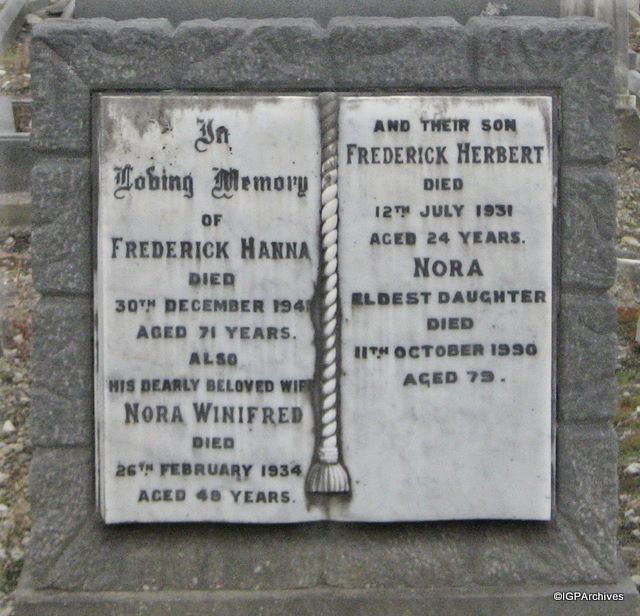 In
Loving Memory
OF
FREDERICK HANNA
DIED
30TH DECEMBER 1941
AGED 71 YEARS.
ALSO
HIS DEARLY BELOVED WIFE
NORA WINIFRED
DIED
26TH FEBRUARY 1934
AGED 48 YEARS.
AND THEIR SON
FREDERICK HERBERT
DIED
12TH JULY 1931
AGED 24 YEARS.
NORA
ELDEST DAUGHTER
DIED
11TH OCTOBER 1990
AGED 79.
©IGPArchives